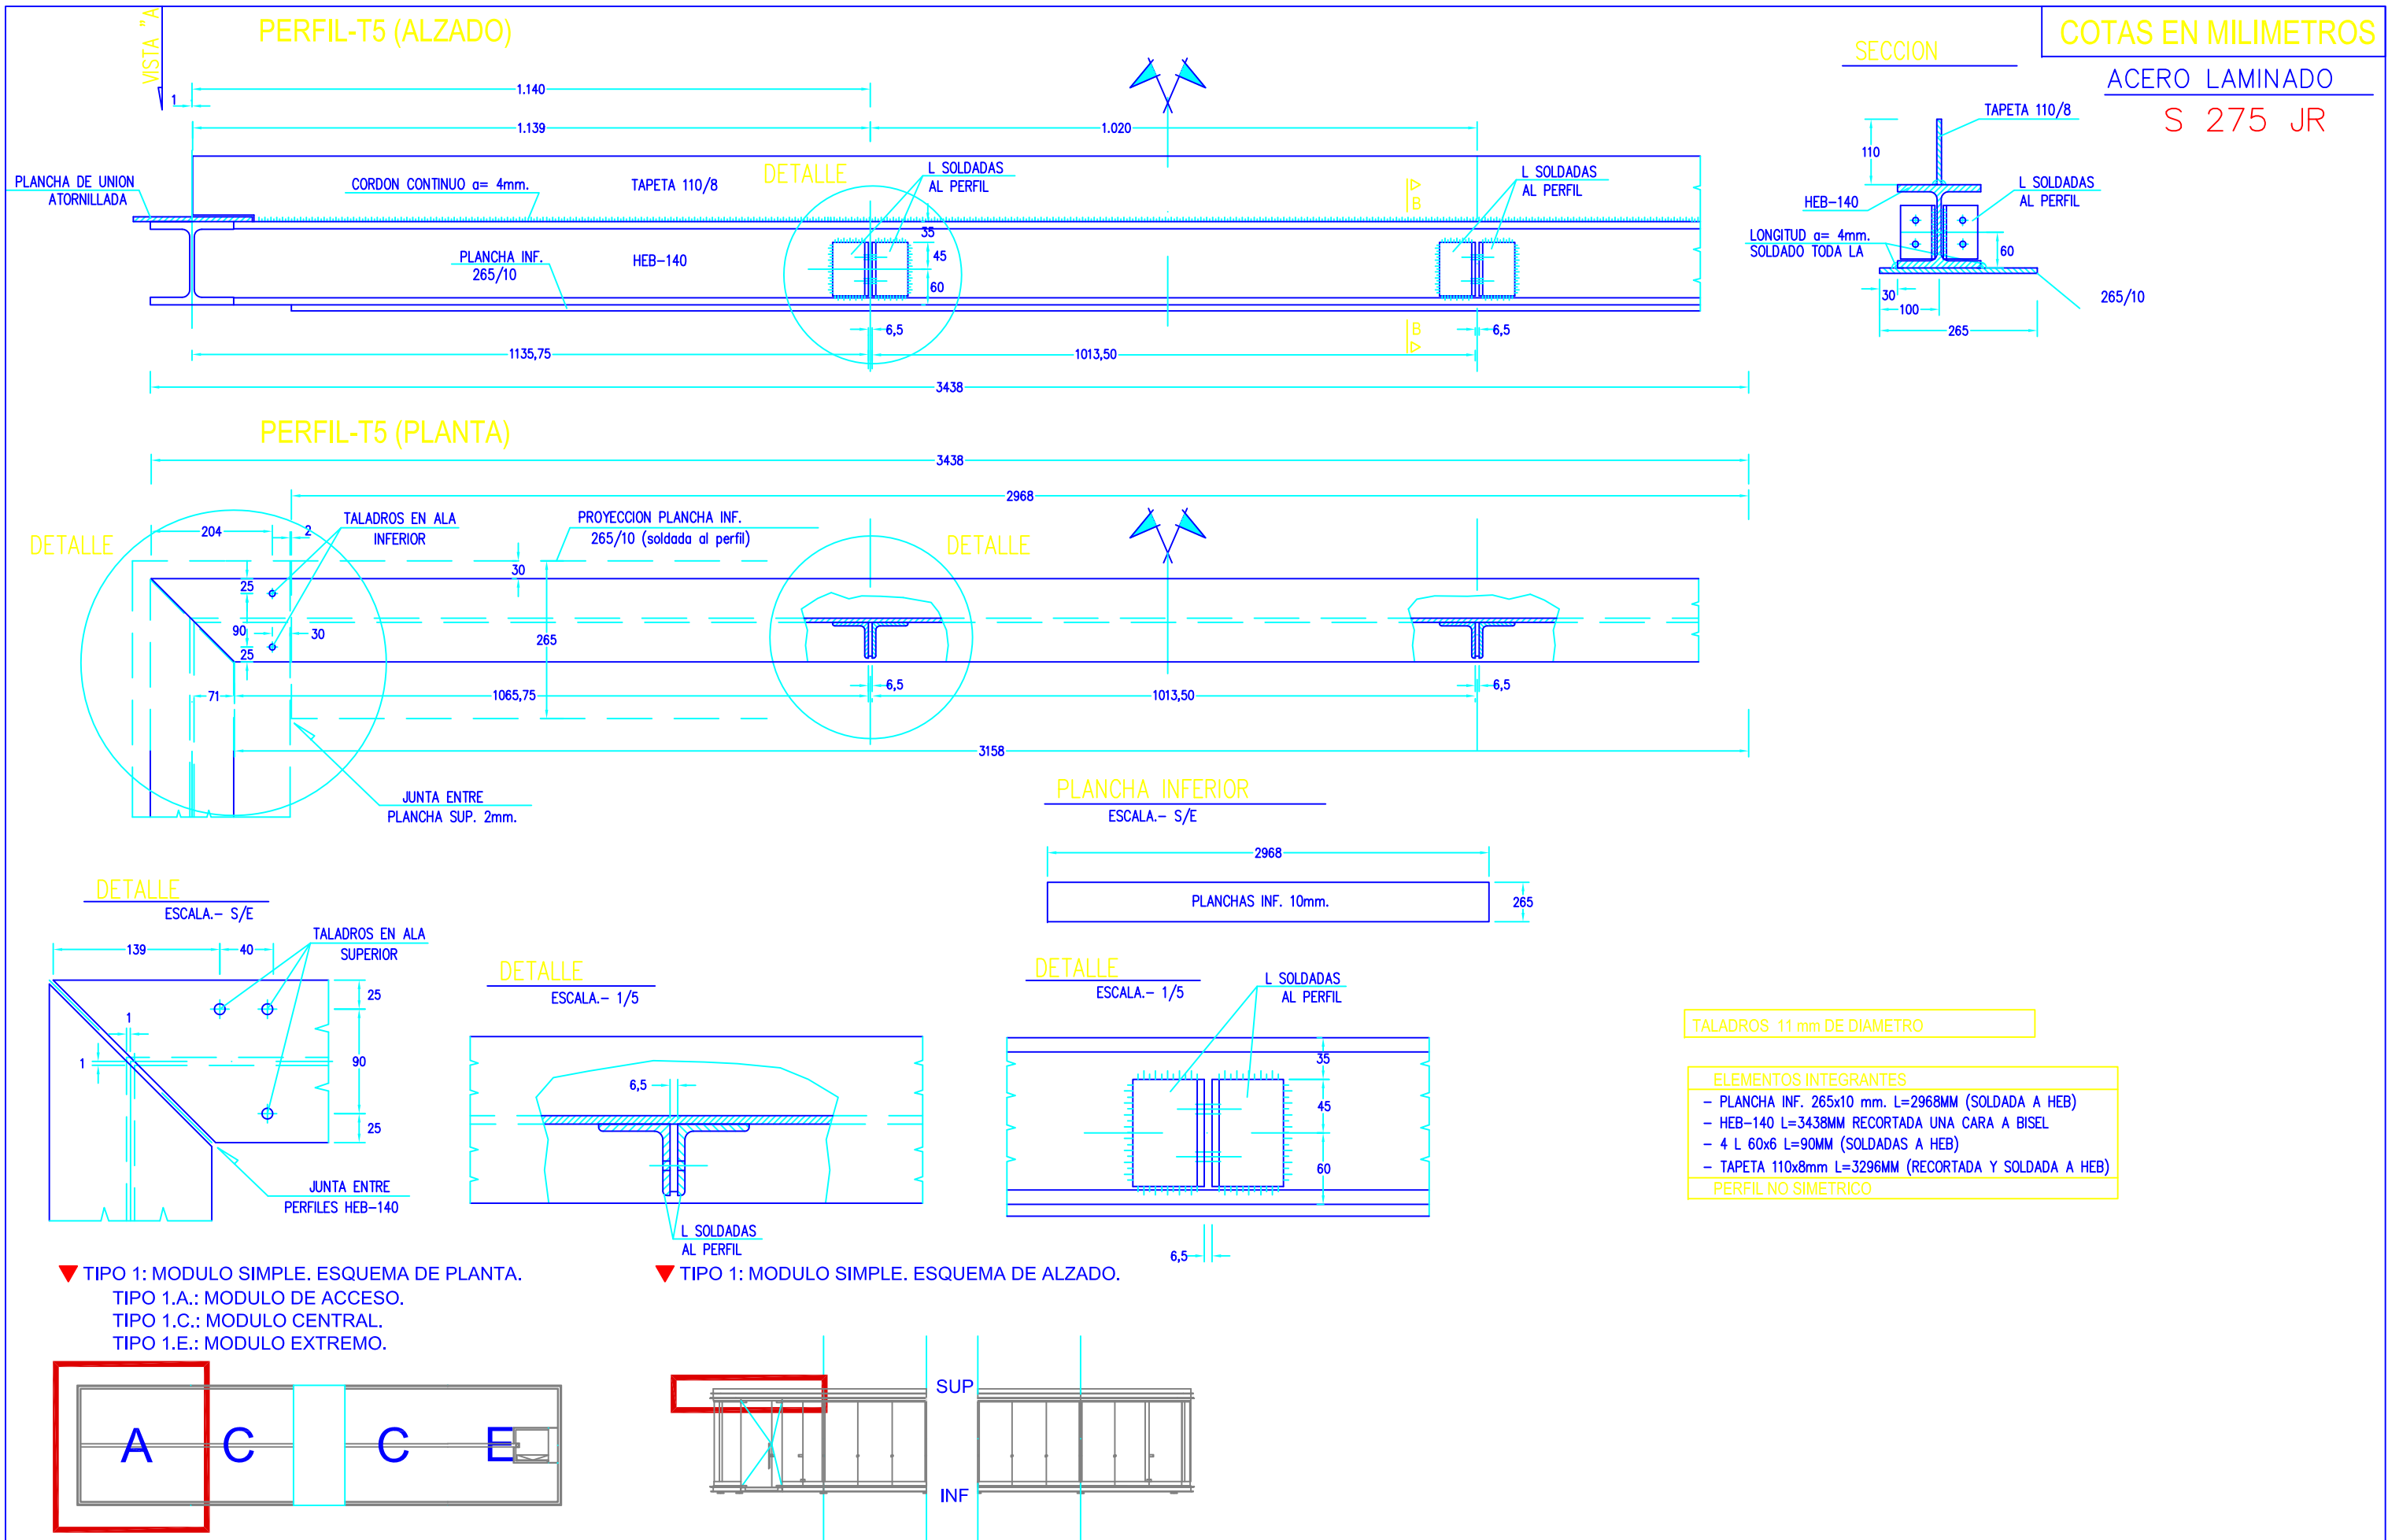 VISTA "A
PERFIL-T5 (ALZADO)
COTAS EN MILIMETROS
SECCION
ACERO LAMINADO
S 275 JR
1.140
1
1.139
1.020
PLANCHA DE UNION
ATORNILLADA
CORDON CONTINUO a= 4mm.
TAPETA 110/8
DETALLE
L SOLDADAS
AL PERFIL
L SOLDADAS
AL PERFIL
B
35
45
60
PLANCHA INF.
265/10
HEB-140
6,5
B
6,5
1135,75
1013,50
3438
TAPETA 110/8
110
L SOLDADAS
AL PERFIL
HEB-140
LONGITUD a= 4mm.
SOLDADO TODA LA
60
30
100
265
265/10
PERFIL-T5 (PLANTA)
3438
2968
DETALLE
204
2
TALADROS EN ALA
INFERIOR
PROYECCION PLANCHA INF.
265/10 (soldada al perfil)
DETALLE
30
25
90
30
25
265
71
1065,75
6,5
1013,50
6,5
3158
JUNTA ENTRE
PLANCHA SUP. 2mm.
PLANCHA INFERIOR
ESCALA.- S/E
2968
PLANCHAS INF. 10mm.
265
DETALLE
ESCALA.- S/E
139
40
TALADROS EN ALA
SUPERIOR
25
1
1
90
25
JUNTA ENTRE
PERFILES HEB-140
DETALLE
ESCALA.- 1/5
6,5
L SOLDADAS
AL PERFIL
DETALLE
ESCALA.- 1/5
L SOLDADAS
AL PERFIL
35
45
60
6,5
TALADROS 11 mm DE DIAMETRO
ELEMENTOS INTEGRANTES
- PLANCHA INF. 265x10 mm. L=2968MM (SOLDADA A HEB)
- HEB-140 L=3438MM RECORTADA UNA CARA A BISEL
- 4 L 60x6 L=90MM (SOLDADAS A HEB)
- TAPETA 110x8mm L=3296MM (RECORTADA Y SOLDADA A HEB)
PERFIL NO SIMETRICO
TIPO 1: MODULO SIMPLE. ESQUEMA DE PLANTA.
TIPO 1.A.: MODULO DE ACCESO.
TIPO 1.C.: MODULO CENTRAL.
TIPO 1.E.: MODULO EXTREMO.
A C C E
TIPO 1: MODULO SIMPLE. ESQUEMA DE ALZADO.
SUP
INF